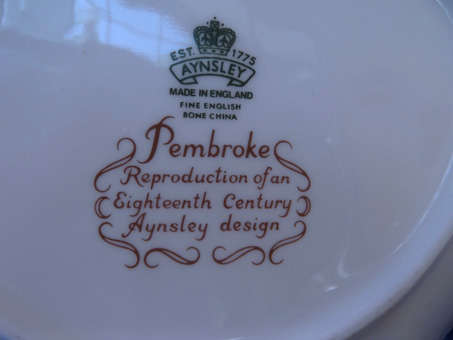 EST. 1775
AYNSLEY
MADE IN ENGLAND
FINE ENGLISH
BONE CHINA
Pembroke
Reproduction of an
Eighteenth Century
Aynsley design